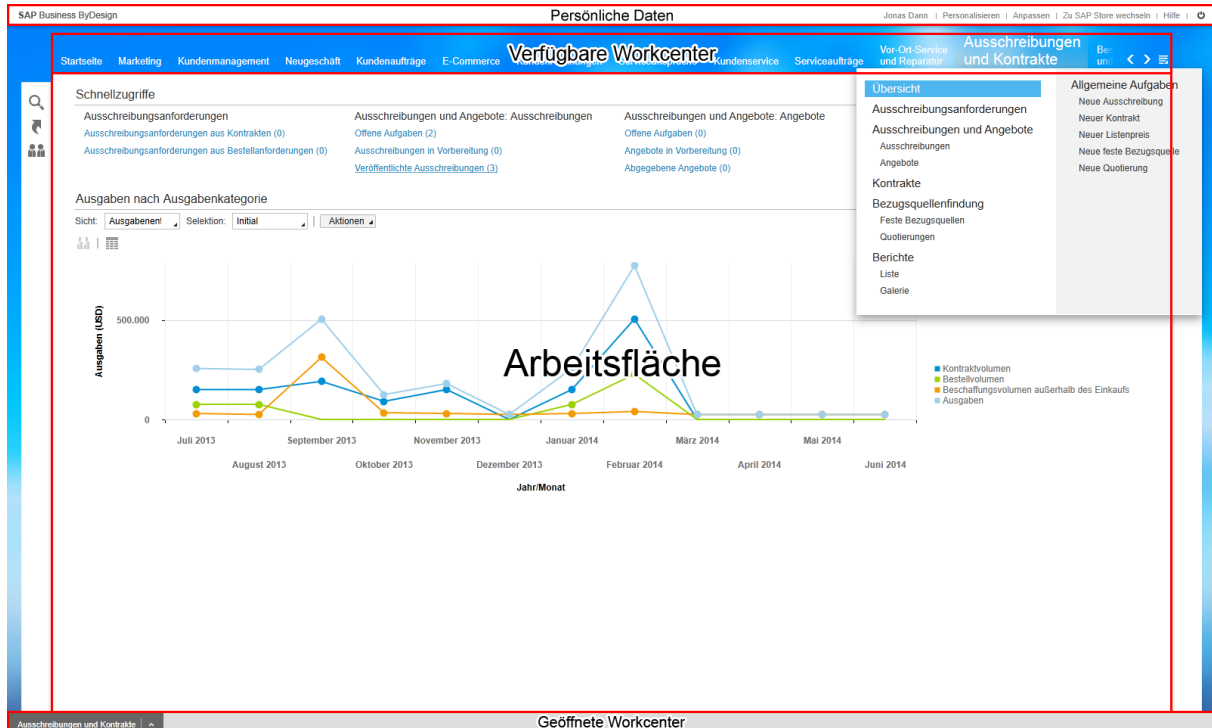 SAP Business ByDesign
Persönliche Daten
Jonas Dann | Personalisieren | Anpassen | Zu SAP Store wechseln | Hilfe |
Verfügbare Workcenter
Startseite Marketing Kundenmanagement Neugeschäft Kundenaufträge E-Commerce Kundenservice Serviceaufträge
Vor-Ort-Service
und Reparatur
Ausschreibungen
und Kontrakte
Schnellzugriffe
Ausschreibungsanforderungen
Ausschreibungsanforderungen aus Kontrakten (0)
Ausschreibungsanforderungen aus Bestellanforderungen (0)
Ausschreibungen und Angebote: Ausschreibungen
Offene Aufgaben (2)
Ausschreibungen in Vorbereitung (0)
Veröffentlichte Ausschreibungen (3)
Ausschreibungen und Angebote: Angebote
Offene Aufgaben (0)
Angebote in Vorbereitung (0)
Abgegebene Angebote (0)
Übersicht
Ausschreibungsanforderungen
Ausschreibungen und Angebote
Ausschreibungen
Angebote
Kontrakte
Bezugsquellenfindung
Feste Bezugsquellen
Quotierungen
Berichte
Liste
Galerie
Allgemeine Aufgaben
Neue Ausschreibung
Neuer Kontrakt
Neuer Listenpreis
Neue feste Bezugsquelle
Neue Quotierung
Ausgaben nach Ausgabenkategorie
Sicht: Ausgabenent Selektion: Initial | Aktionen
Ausgaben (USD)
500.000
0
Arbeitsfläche
Kontraktvolumen
Bestellvolumen
Beschaffungsvolumen außerhalb des Einkaufs
Ausgaben
Juli 2013 September 2013 November 2013 Januar 2014 März 2014 Mai 2014
August 2013 Oktober 2013 Dezember 2013 Februar 2014 April 2014 Juni 2014
Jahr/Monat
Ausschreibungen und Kontrakte
Geöffnete Workcenter